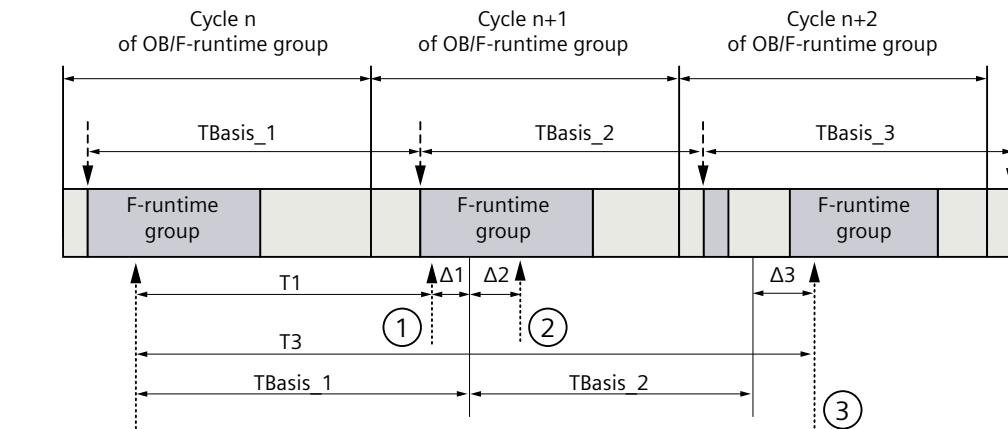 Cycle n
of OB/F-runtime group
Cycle n+1
of OB/F-runtime group
Cycle n+2
of OB/F-runtime group
TBasis_1
TBasis_2
TBasis_3
F-runtime
group
F-runtime
group
F-runtime
group
T1
Δ1
Δ2
Δ3
1
2
T3
TBasis_1
TBasis_2
3